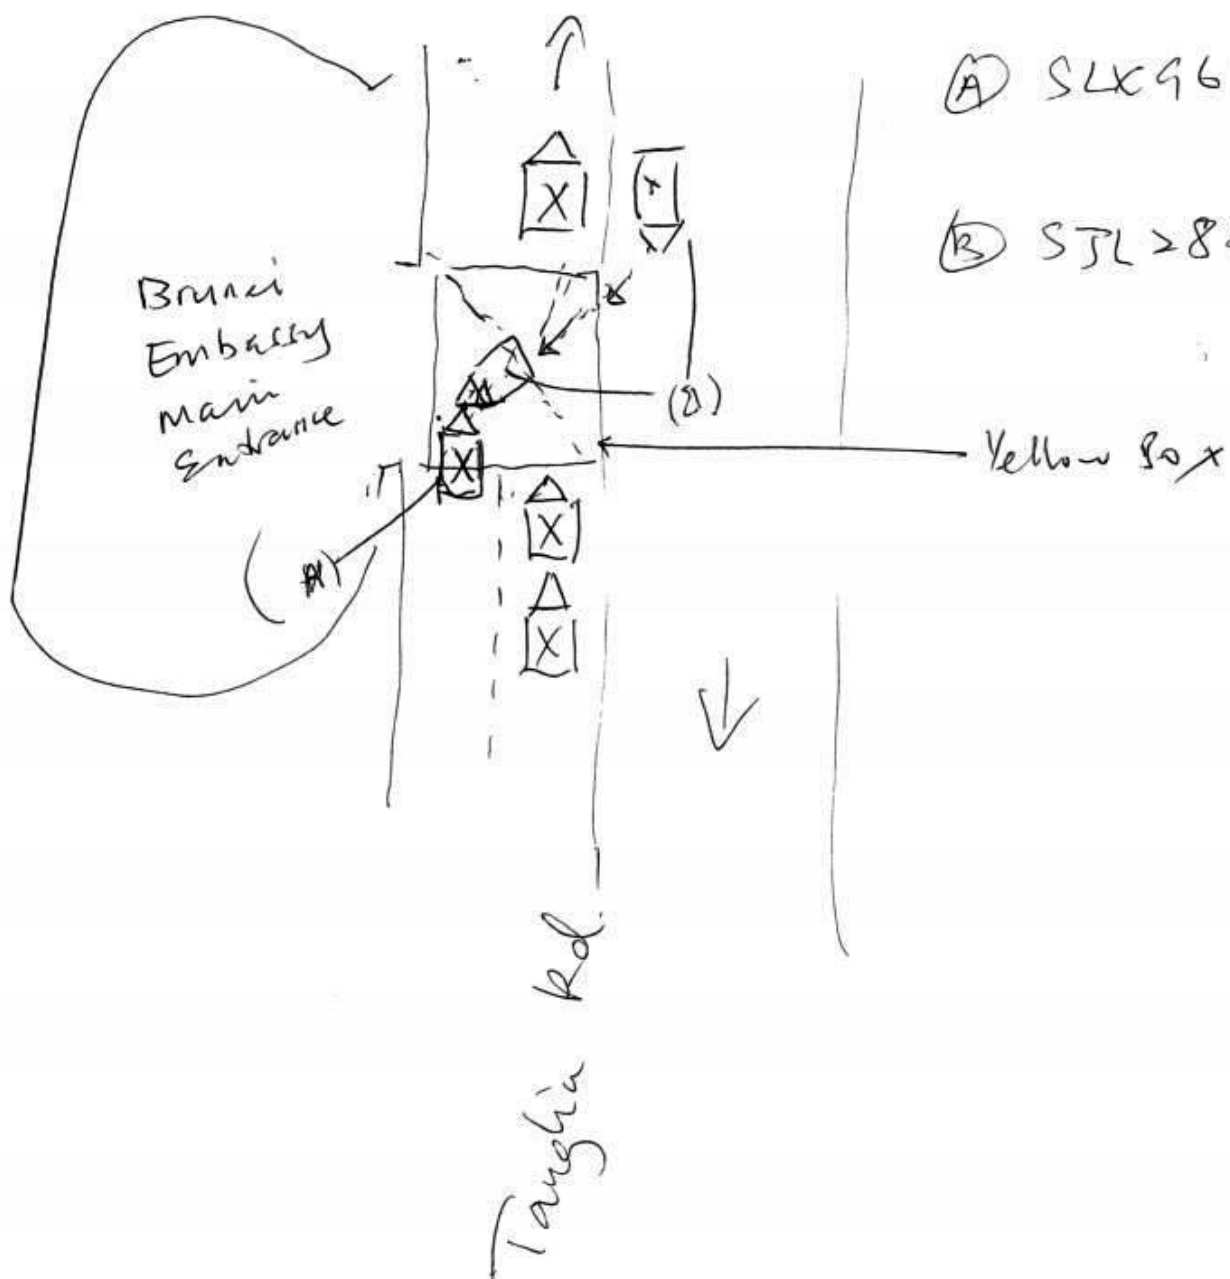 (A) SLX96
(B) SJL28
Brunei
Embassy
Main
Entrance
(B)
Yellow Box
(A)
Tanglin Rd.